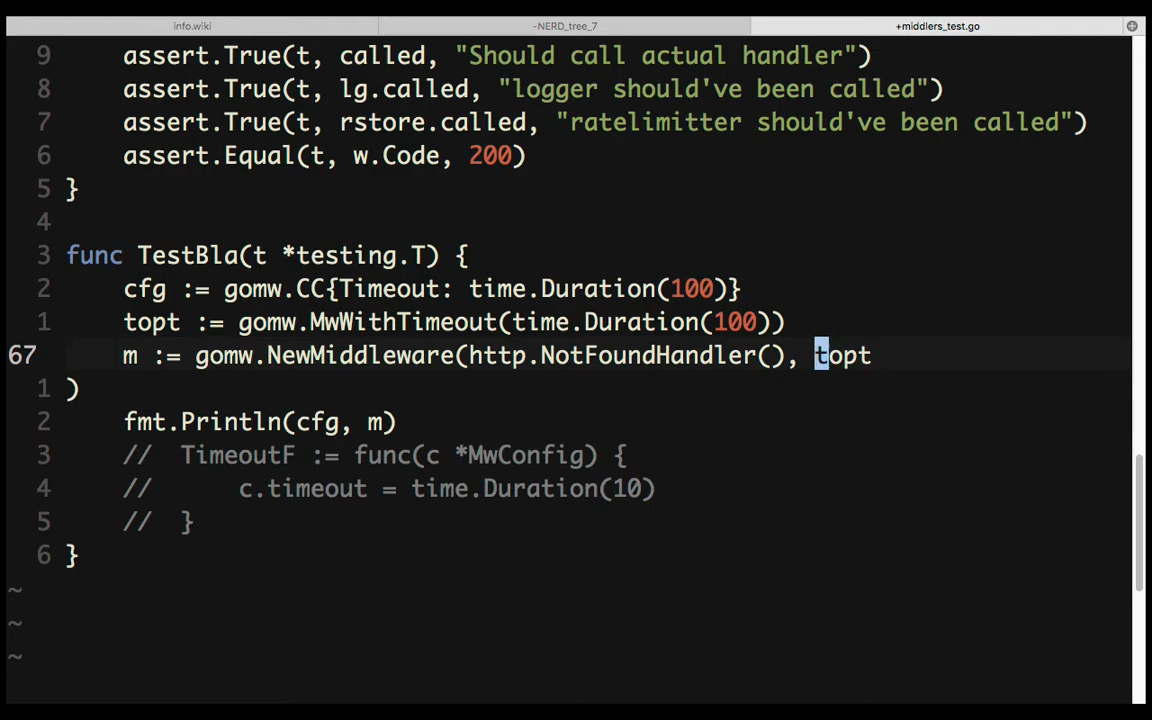 info.wiki
-NERD_tree_7
+middlers_test.go
9 assert.True(t, called, "Should call actual handler")
8 assert.True(t, lg.called, "logger should've been called")
7 assert.True(t, rstore.called, "ratelimitter should've been called")
6 assert.Equal(t, w.Code, 200)
5 }
4
3 func TestBla(t *testing.T) {
2 cfg := gomw.CC{Timeout: time.Duration(100)}
1 topt := gomw.MwWithTimeout(time.Duration(100))
67 m := gomw.NewMiddleware(http.NotFoundHandler(), topt
1 )
2 fmt.Println(cfg, m)
3 // TimeoutF := func(c *MwConfig) {
4 // c.timeout = time.Duration(10)
5 // }
6 }
~
~
~